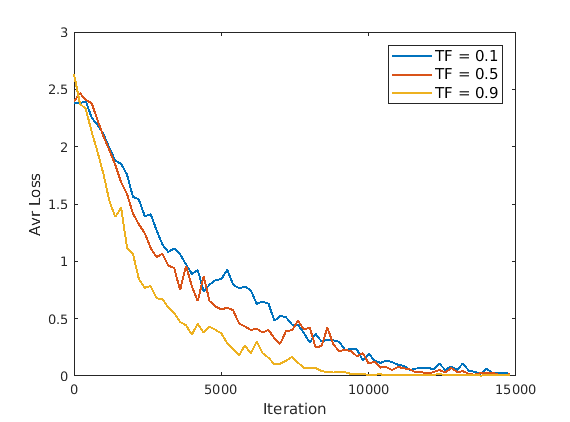 3
2.5
2
1.5
1
0.5
0
Avr Loss
TF = 0.1
TF = 0.5
TF = 0.9
0 5000 10000 15000
Iteration